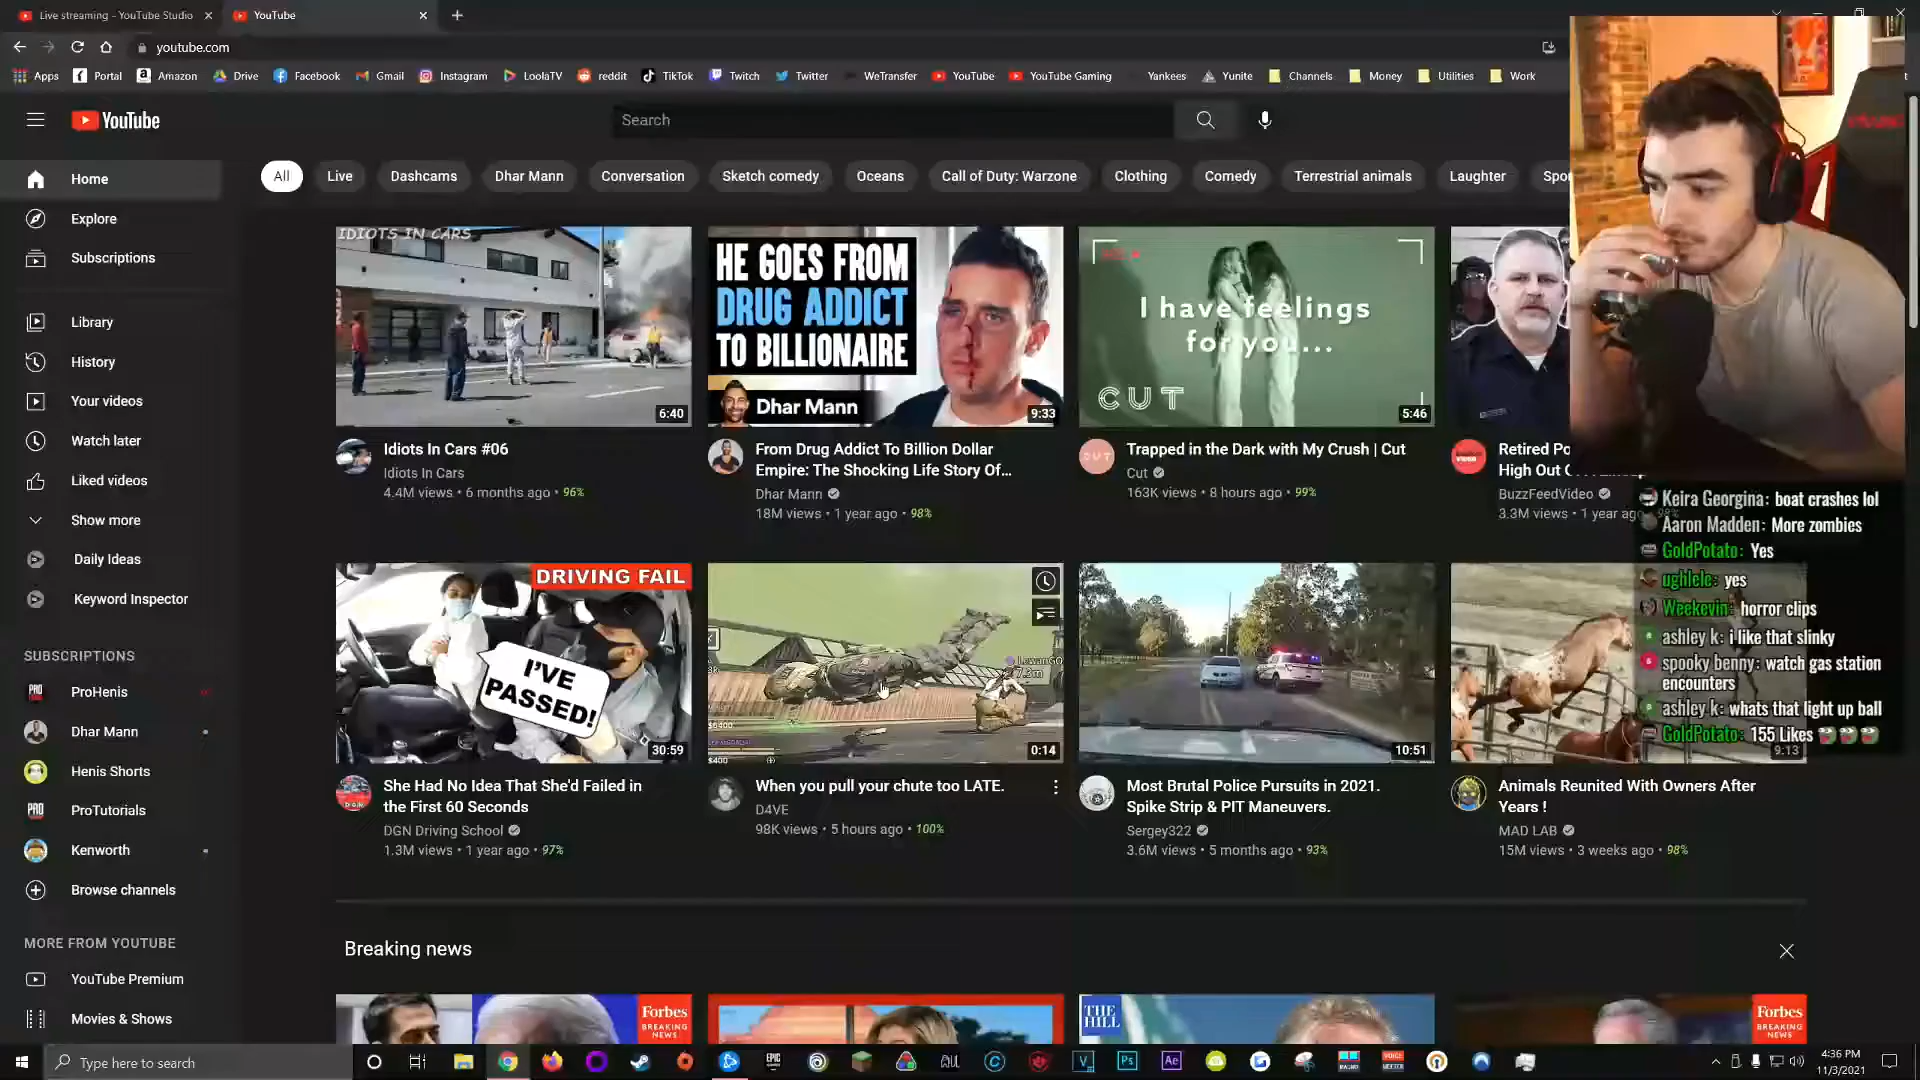 Live streaming - YouTube Studio
YouTube
youtube.com
Apps
Portal
Amazon
Drive
Facebook
Gmail
Instagram
LoolaTV
reddit
TikTok
Twitch
Twitter
WeTransfer
YouTube
YouTube Gaming
Yankees
Yunite
Channels
Money
Utilities
Work
YouTube
Search
Home
Explore
Subscriptions
Library
History
Your videos
Watch later
Liked videos
Show more
Daily Ideas
Keyword Inspector
SUBSCRIPTIONS
ProHenis
Dhar Mann
Henis Shorts
ProTutorials
Kenworth
Browse channels
MORE FROM YOUTUBE
YouTube Premium
Movies & Shows
All
Live
Dashcams
Dhar Mann
Conversation
Sketch comedy
Oceans
Call of Duty: Warzone
Clothing
Comedy
Terrestrial animals
Laughter
Spo
IDIOTS IN CARS
6:40
Idiots In Cars #06
Idiots In Cars
4.4M views • 6 months ago • 96%
HE GOES FROM
DRUG ADDICT
TO BILLIONAIRE
Dhar Mann
9:33
From Drug Addict To Billion Dollar
Empire: The Shocking Life Story Of...
Dhar Mann
18M views • 1 year ago • 98%
I have feelings
for you...
CUT
5:46
Trapped in the Dark with My Crush | Cut
Cut
163K views • 8 hours ago • 99%
Retired Po
High Out O
BuzzFeedVideo
3.3M views • 1 year ago
Keira Georgina: boat crashes lol
Aaron Madden: More zombies
GoldPotato: Yes
ughlele: yes
Weekevin: horror clips
ashley k: i like that slinky
spooky benny: watch gas station
encounters
ashley k: whats that light up ball
GoldPotato: 155 Likes
DRIVING FAIL
I'VE
PASSED!
30:59
She Had No Idea That She'd Failed in
the First 60 Seconds
DGN Driving School
1.3M views • 1 year ago • 97%
$400
0:14
When you pull your chute too LATE.
D4VE
98K views • 5 hours ago • 100%
10:51
Most Brutal Police Pursuits in 2021.
Spike Strip & PIT Maneuvers.
Sergey322
3.6M views • 5 months ago • 93%
9:13
Animals Reunited With Owners After
Years !
MAD LAB
15M views • 3 weeks ago • 98%
Breaking news
Forbes
BREAKING
NEWS
THE
HILL
Forbes
BREAKING
NEWS
Type here to search
EPIC
Ps
Ae
4:36 PM
11/3/2021